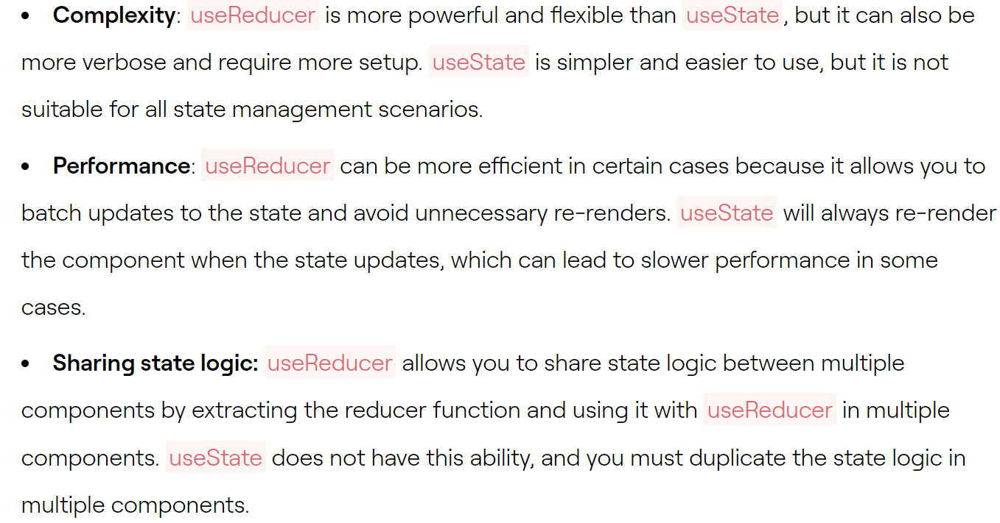 • Complexity: useReducer is more powerful and flexible than useState, but it can also be
more verbose and require more setup. useState is simpler and easier to use, but it is not
suitable for all state management scenarios.
• Performance: useReducer can be more efficient in certain cases because it allows you to
batch updates to the state and avoid unnecessary re-renders. useState will always re-render
the component when the state updates, which can lead to slower performance in some
cases.
• Sharing state logic: useReducer allows you to share state logic between multiple
components by extracting the reducer function and using it with useReducer in multiple
components. useState does not have this ability, and you must duplicate the state logic in
multiple components.